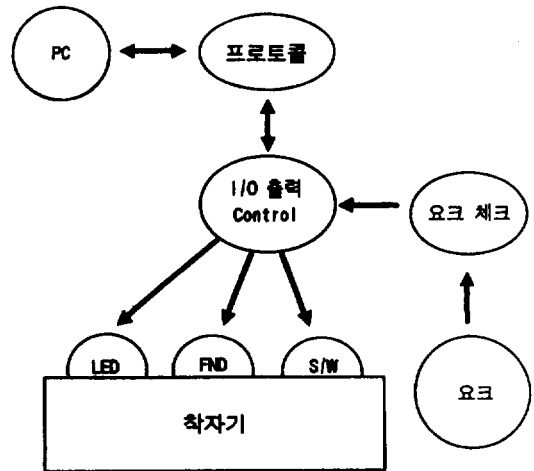 PC
프로토콜
I/O 출력
Control
요크 체크
LED
FND
S/W
요크
착자기